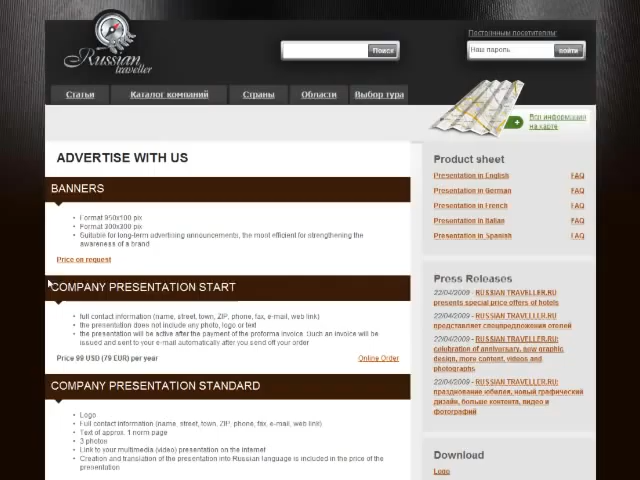 Russian
traveller
Поиск
Постоянным посетителям:
Наш пароль
войти
Статьи
Каталог компаний
Страны
Области
Выбор тура
Вся информация
на карте
ADVERTISE WITH US
BANNERS
Format 950x100 pix
Format 300x300 pix
Suitable for long-term advertising announcements, the most efficient for strengthening the
awareness of a brand
Price on request
COMPANY PRESENTATION START
full contact information (name, street, town, ZIP, phone, fax, e-mail, web link)
the presentation does not include any photo, logo or text
the presentation will be active after the payment of the proforma invoice. Such an invoice will be
issued and sent to your e-mail automatically after you send off your order
Price 99 USD (79 EUR) per year
Online Order
COMPANY PRESENTATION STANDARD
Logo
Full contact information (name, street, town, ZIP, phone, fax, e-mail, web link)
Text of approx. 1 norm page
3 photos
Link to your multimedia (video) presentation on the internet
Creation and translation of the presentation into Russian language is included in the price of the
presentation
Product sheet
Presentation in English FAQ
Presentation in German FAQ
Presentation in French FAQ
Presentation in Italian FAQ
Presentation in Spanish FAQ
Press Releases
22/04/2009 - RUSSIAN TRAVELLER.RU
presents special price offers of hotels
22/04/2009 - RUSSIAN TRAVELLER.RU
представляет спецпредложения отелей
22/04/2009 - RUSSIAN TRAVELLER.RU:
celebration of anniversary, new graphic
design, more content, videos and
photographs
22/04/2009 - RUSSIAN TRAVELLER.RU:
празднование юбилея, новый графический
дизайн, больше контента, видео и
фотографий
Download
Logo